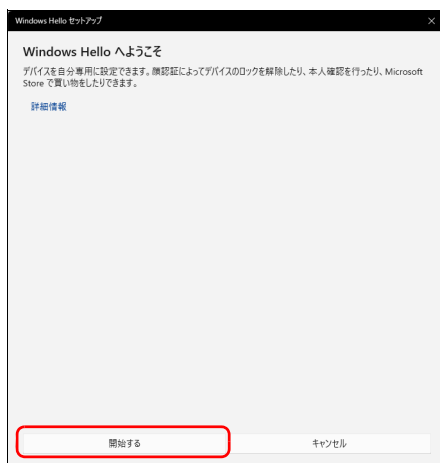 Windows Hello セットアップ
Windows Hello へようこそ
デバイスを自分専用に設定できます。顔認証によってデバイスのロックを解除したり、本人確認を行ったり、Microsoft
Store で買い物をしたりできます。
詳細情報
開始する
キャンセル